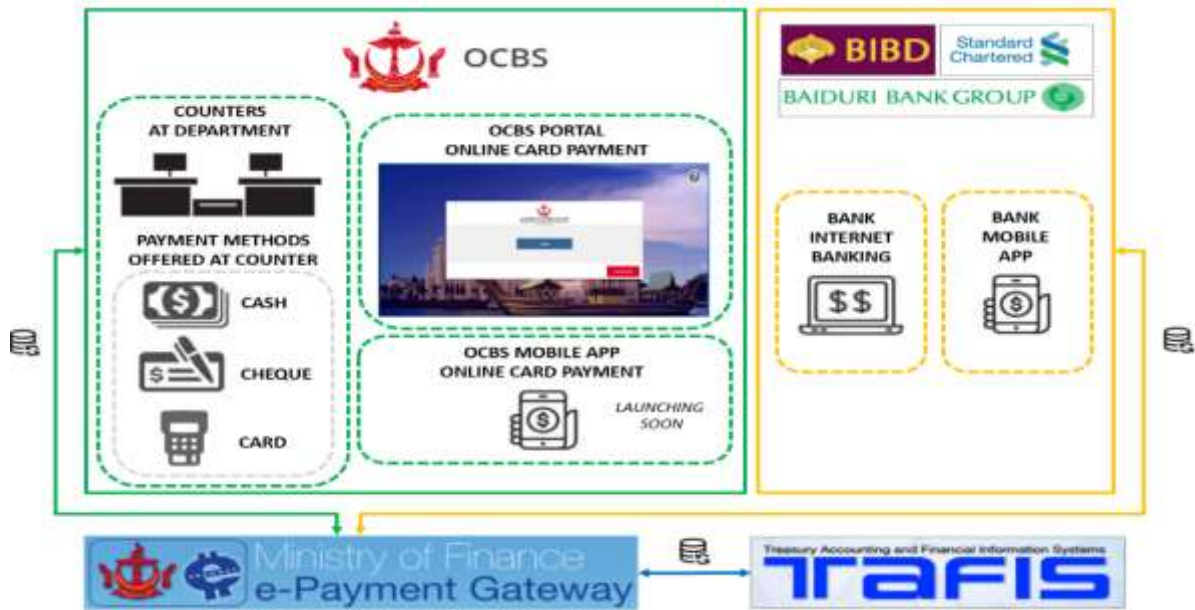 OCBS
COUNTERS
AT DEPARTMENT
PAYMENT METHODS
OFFERED AT COUNTER
CASH
CHEQUE
CARD
OCBS PORTAL
ONLINE CARD PAYMENT
OCBS MOBILE APP
ONLINE CARD PAYMENT
LAUNCHING
SOON
BIBD
Standard
Chartered
BAIDURI BANK GROUP
BANK
INTERNET
BANKING
$ $
BANK
MOBILE
APP
Ministry of Finance
e-Payment Gateway
Treasury Accounting and Financial Information Systems
TAFIS